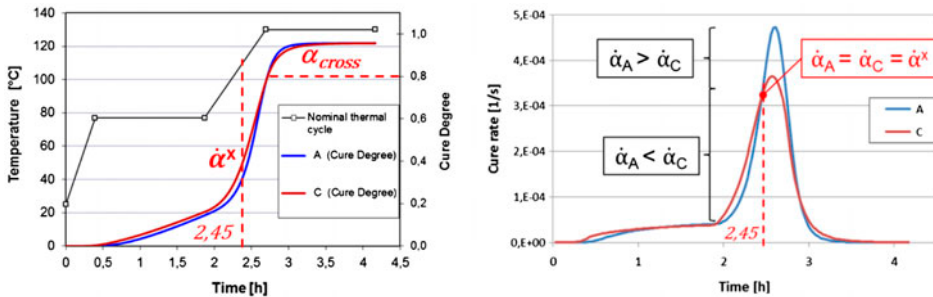 140
120
100
80
60
40
20
0
Temperature [°C]
0
0,5
1
1,5
2
2,5
3
3,5
4
4,5
Time [h]
1,0
0,8
0,6
0,4
0,2
0,0
Cure Degree
α_cross
α̇ˣ
2,45
Nominal thermal
cycle
A (Cure Degree)
C (Cure Degree)
5,E-04
4,E-04
3,E-04
2,E-04
1,E-04
0,E+00
Cure rate [1/s]
0
1
2
3
4
Time [h]
α̇A > α̇C
α̇A < α̇C
α̇A = α̇C = α̇ˣ
A
C
2,45